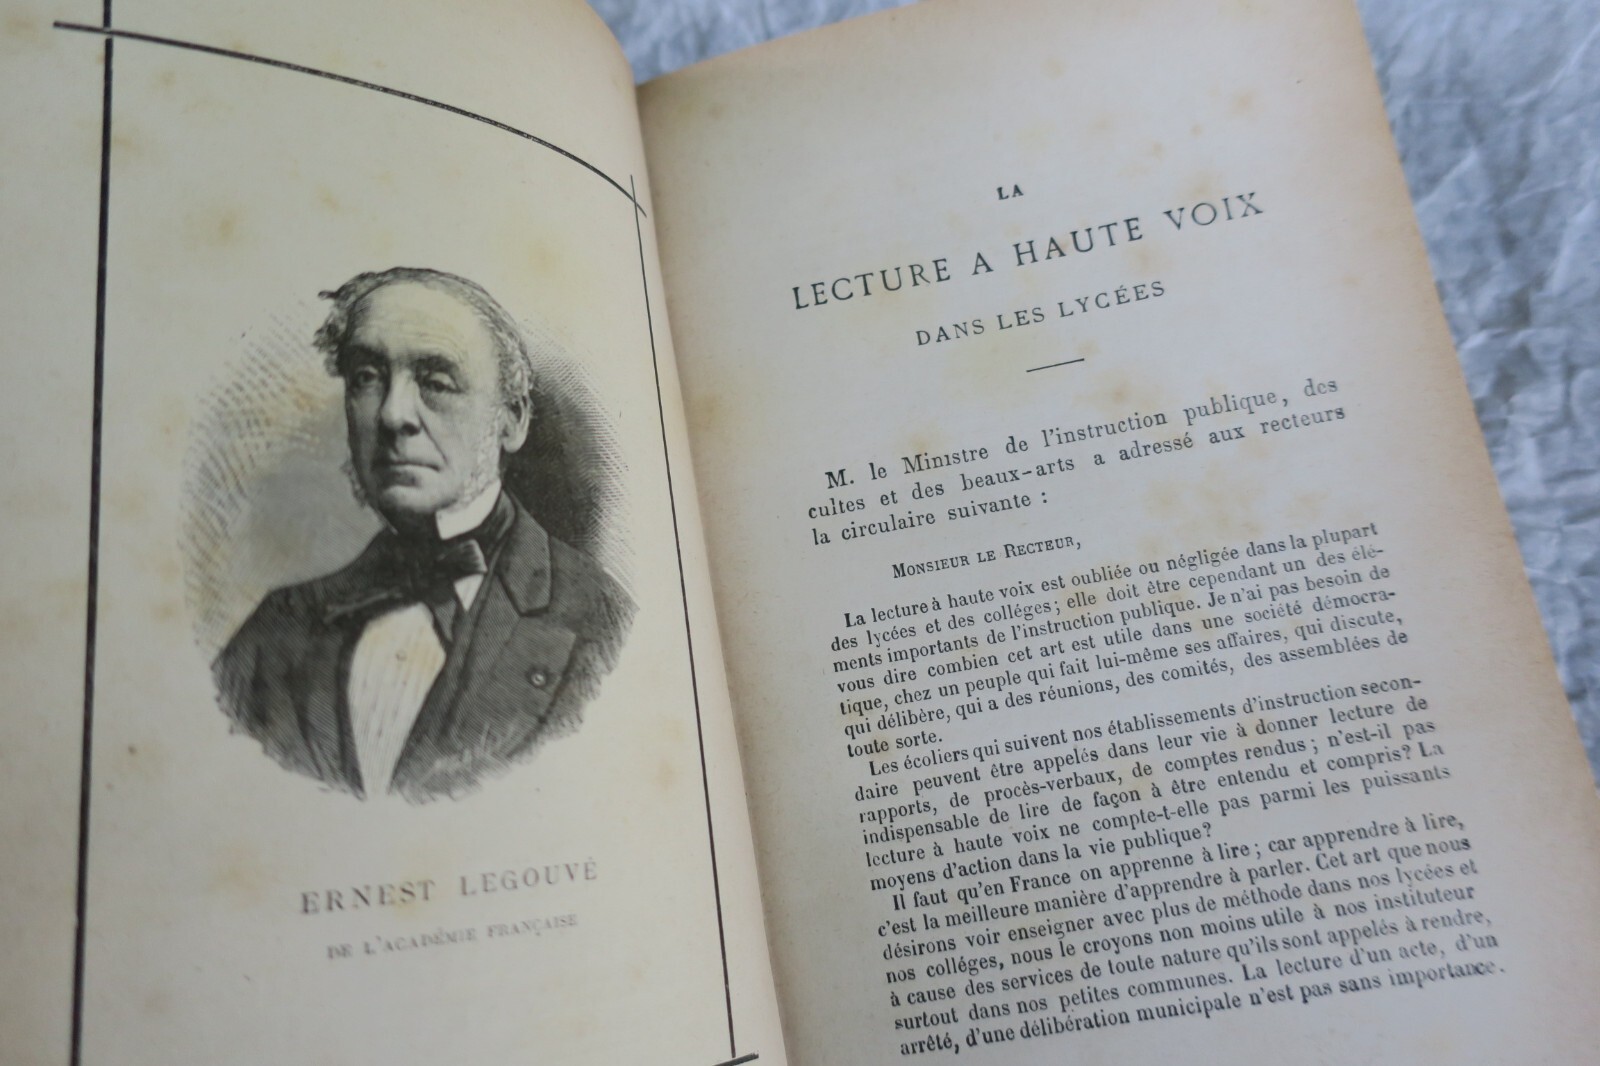 ERNEST LEGOUVÉ
DE L'ACADÉMIE FRANÇAISE
LA
LECTURE A HAUTE VOIX
DANS LES LYCÉES
M. le Ministre de l'instruction publique, des
cultes et des beaux-arts a adressé aux recteurs
la circulaire suivante :
MONSIEUR LE RECTEUR,
La lecture à haute voix est oubliée ou négligée dans la plupart
des lycées et des colléges; elle doit être cependant un des élé-
ments importants de l'instruction publique. Je n'ai pas besoin de
vous dire combien cet art est utile dans une société démocra-
tique, chez un peuple qui fait lui-même ses affaires, qui discute,
qui délibère, qui a des réunions, des comités, des assemblées de
toute sorte.
Les écoliers qui suivent nos établissements d'instruction secon-
daire peuvent être appelés dans leur vie à donner lecture de
rapports, de procès-verbaux, de comptes rendus; n'est-il pas
indispensable de lire de façon à être entendu et compris? La
lecture à haute voix ne compte-t-elle pas parmi les puissants
moyens d'action dans la vie publique?
Il faut qu'en France on apprenne à lire; car apprendre à lire,
c'est la meilleure manière d'apprendre à parler. Cet art que nous
désirons voir enseigner avec plus de méthode dans nos lycées et
nos colléges, nous le croyons non moins utile à nos instituteur
à cause des services de toute nature qu'ils sont appelés à rendre,
surtout dans nos petites communes. La lecture d'un acte, d'un
arrêté, d'une délibération municipale n'est pas sans importance.